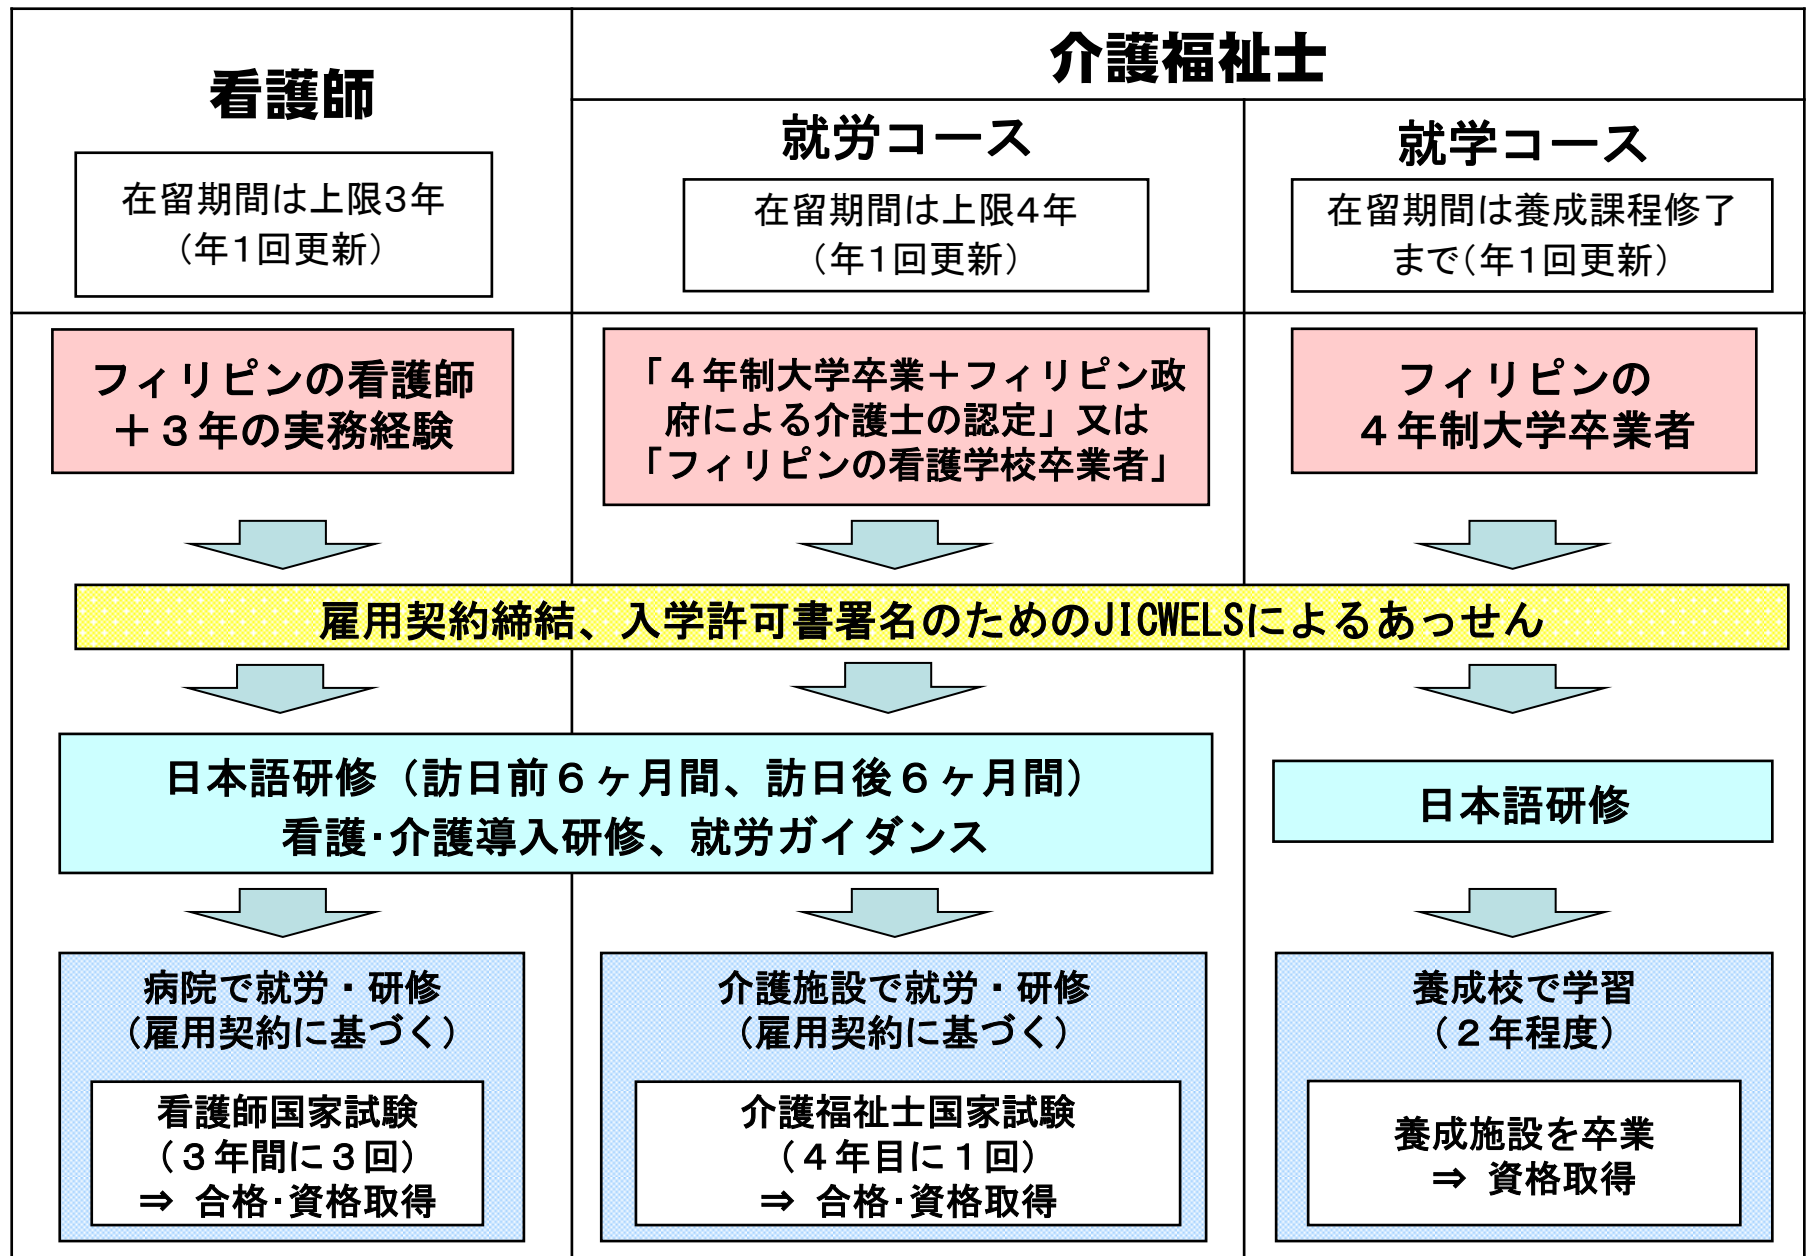 看護師
在留期間は上限3年
(年1回更新)
介護福祉士
就労コース
在留期間は上限4年
(年1回更新)
就学コース
在留期間は養成課程修了
まで(年1回更新)
フィリピンの看護師
＋３年の実務経験
「４年制大学卒業＋フィリピン政
府による介護士の認定」又は
「フィリピンの看護学校卒業者」
フィリピンの
４年制大学卒業者
雇用契約締結、入学許可書署名のためのJICWELSによるあっせん
日本語研修（訪日前６ヶ月間、訪日後６ヶ月間）
看護･介護導入研修、就労ガイダンス
日本語研修
病院で就労・研修
（雇用契約に基づく）
看護師国家試験
（３年間に３回）
⇒ 合格･資格取得
介護施設で就労・研修
（雇用契約に基づく）
介護福祉士国家試験
（４年目に１回）
⇒ 合格･資格取得
養成校で学習
（２年程度）
養成施設を卒業
⇒ 資格取得